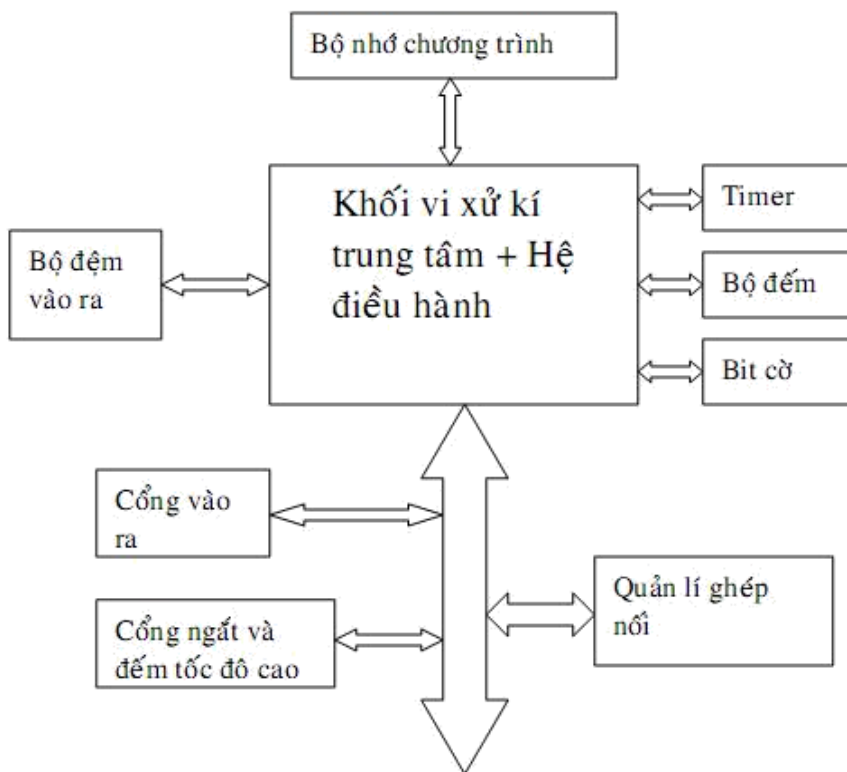 Bộ nhớ chương trình
Khối vi xử kí
trung tâm + Hệ
điều hành
Timer
Bộ đệm
vào ra
Bộ đếm
Bit cờ
Cổng vào
ra
Quản lí ghép
nối
Cổng ngắt và
đếm tốc đô cao